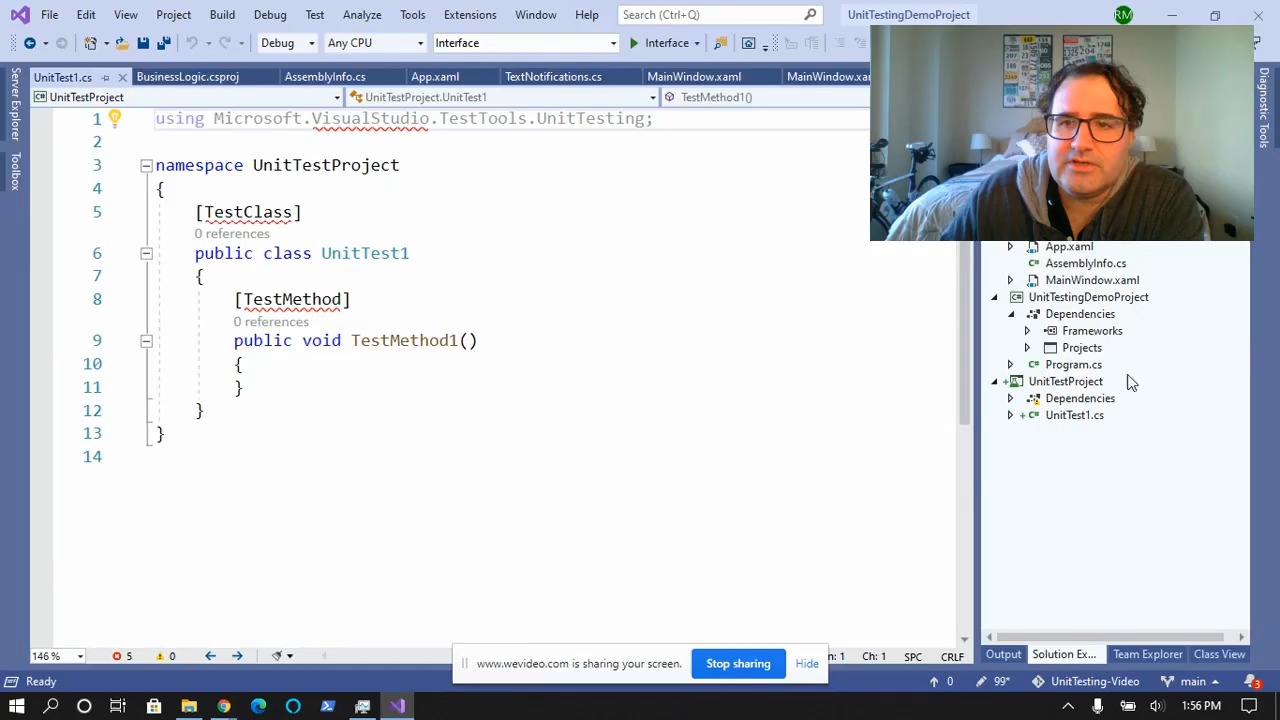 File Edit View Project Build Debug Test Analyze Tools Extensions Window Help Search (Ctrl+Q) UnitTestingDemoProject RM
Debug Any CPU Interface Interface
UnitTest1.cs BusinessLogic.csproj AssemblyInfo.cs App.xaml TextNotifications.cs MainWindow.xaml MainWindow.xa
UnitTestProject UnitTestProject.UnitTest1 TestMethod1()
Server Explorer
Toolbox
Diagnostic Tools
1 using Microsoft.VisualStudio.TestTools.UnitTesting;
2
3 namespace UnitTestProject
4 {
5 [TestClass]
0 references
6 public class UnitTest1
7 {
8 [TestMethod]
0 references
9 public void TestMethod1()
10 {
11 }
12 }
13 }
14
App.xaml
AssemblyInfo.cs
MainWindow.xaml
UnitTestingDemoProject
Dependencies
Frameworks
Projects
Program.cs
UnitTestProject
Dependencies
UnitTest1.cs
146 % 5 0 n: 1 Ch: 1 SPC CRLF
Output Solution Ex... Team Explorer Class View
www.wevideo.com is sharing your screen. Stop sharing Hide
Ready 0 99* UnitTesting-Video main 3
1:56 PM